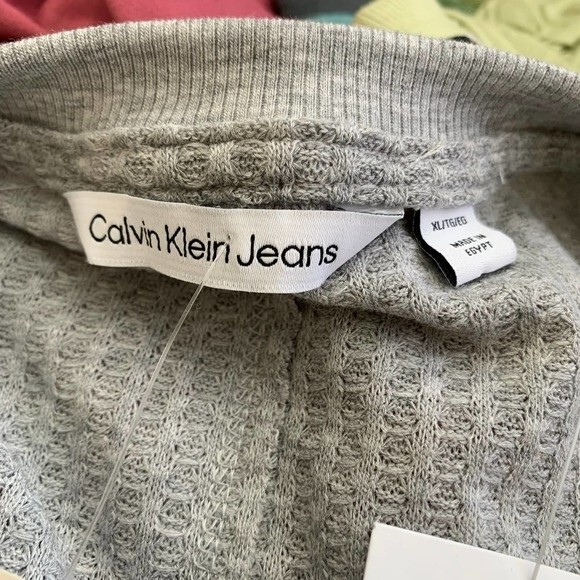 Calvin Klein Jeans
XL/TG/EG
MADE IN
EGYPT